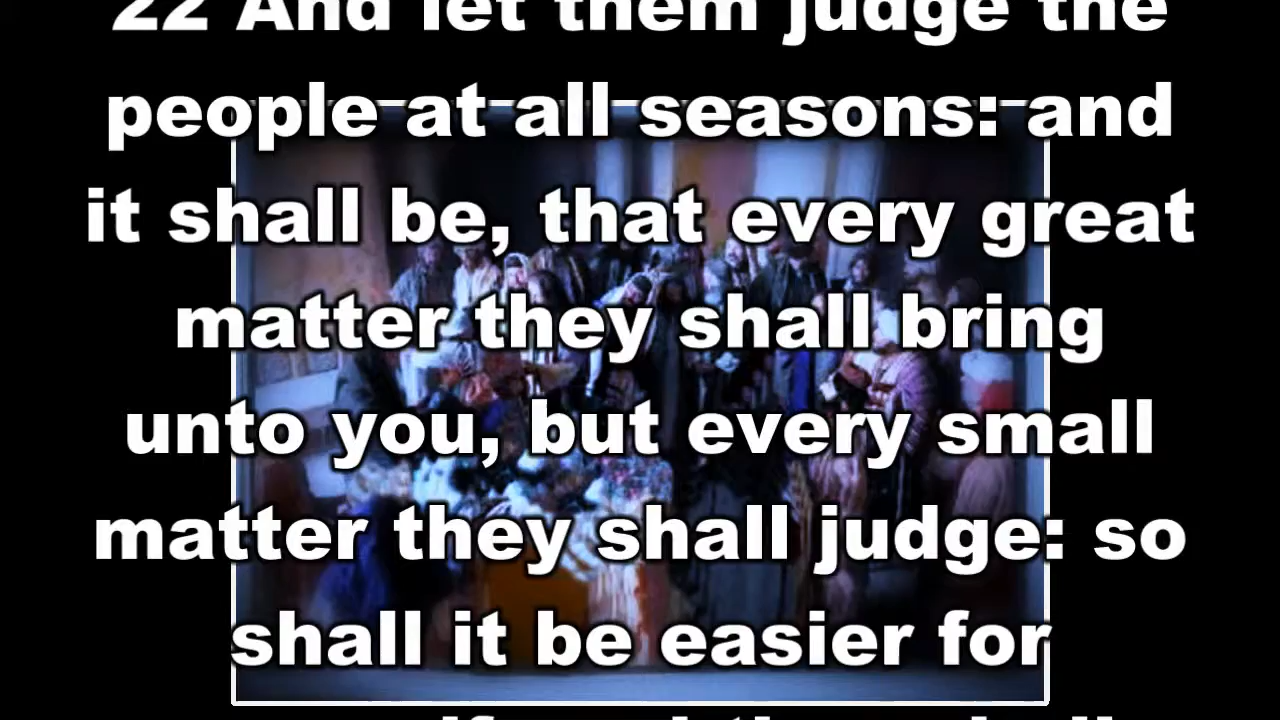 22 And let them judge the
people at all seasons: and
it shall be, that every great
matter they shall bring
unto you, but every small
matter they shall judge: so
shall it be easier for